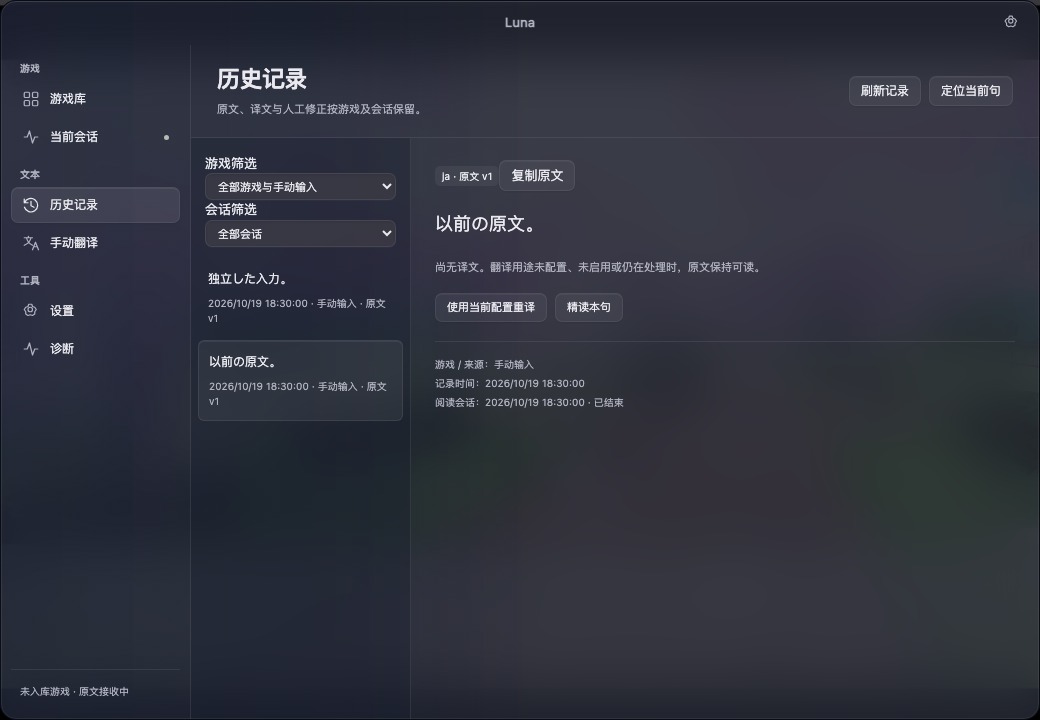 Luna
游戏
游戏库
当前会话
文本
历史记录
手动翻译
工具
设置
诊断
未入库游戏 · 原文接收中
历史记录
原文、译文与人工修正按游戏及会话保留。
刷新记录
定位当前句
游戏筛选
全部游戏与手动输入
会话筛选
全部会话
独立した入力。
2026/10/19 18:30:00 · 手动输入 · 原文
v1
以前の原文。
2026/10/19 18:30:00 · 手动输入 · 原文
v1
ja · 原文 v1
复制原文
以前の原文。
尚无译文。翻译用途未配置、未启用或仍在处理时，原文保持可读。
使用当前配置重译
精读本句
游戏 / 来源：手动输入
记录时间：2026/10/19 18:30:00
阅读会话：2026/10/19 18:30:00 · 已结束